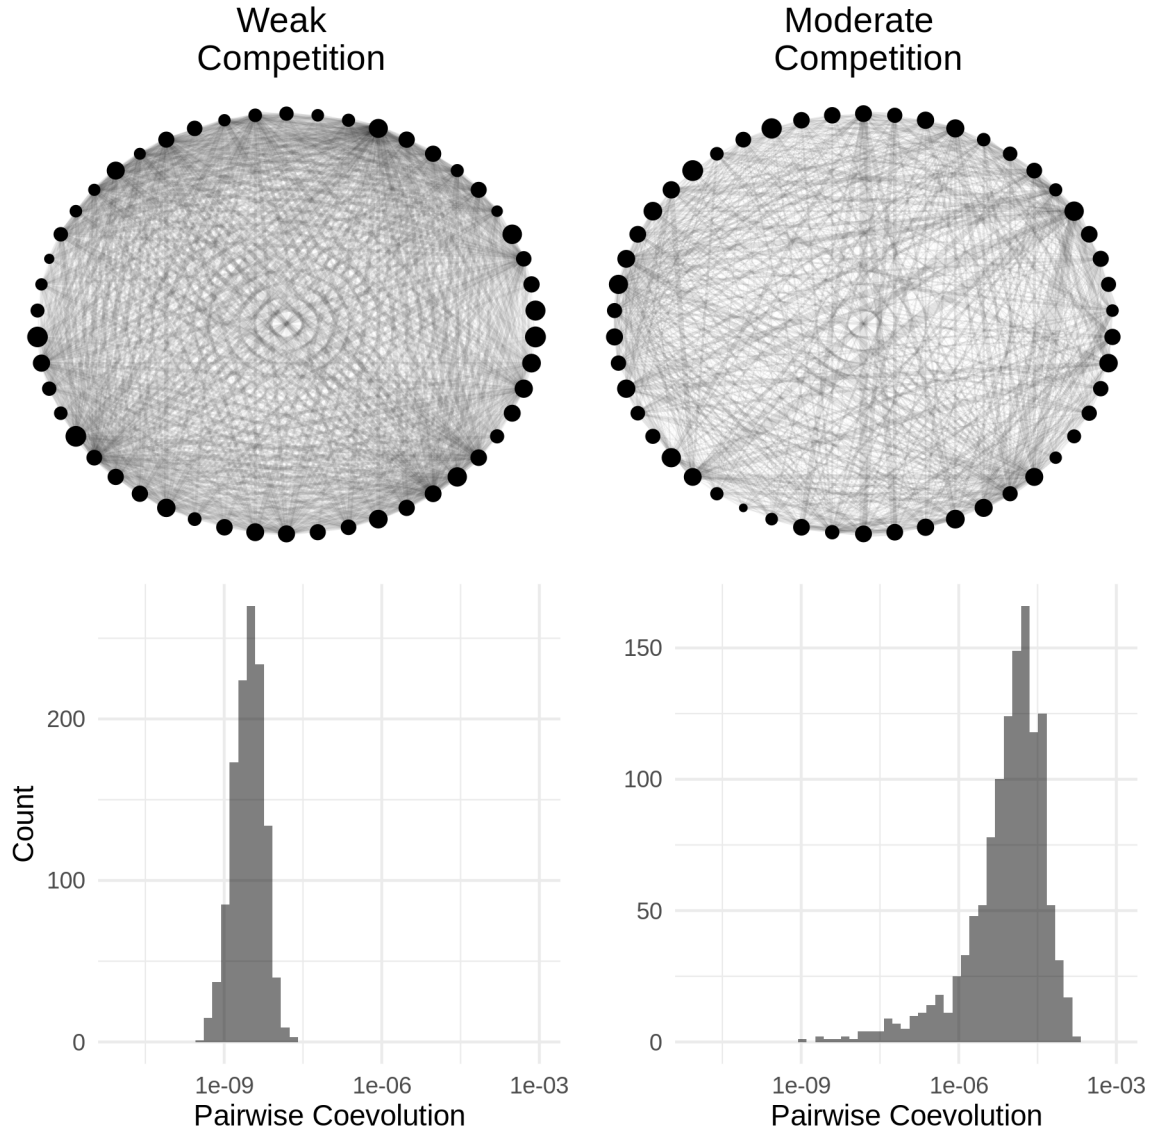 Weak
Competition
Moderate
Competition
Count
200
100
0
150
100
50
0
1e-09
1e-06
1e-03
1e-09
1e-06
1e-03
Pairwise Coevolution
Pairwise Coevolution